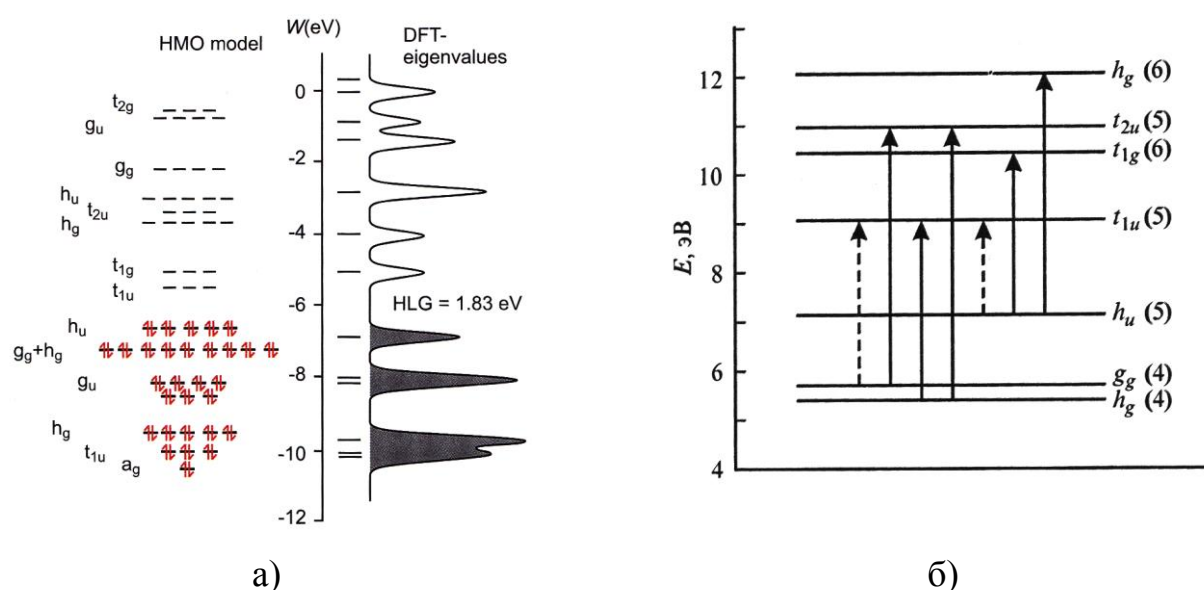 HMO model
W(eV)
DFT-
eigenvalues
t2g
gu
gg
hu
t2u
hg
t1g
t1u
hu
gg+hg
gu
hg
t1u
ag
0
-2
-4
-6
-8
-10
-12
HLG = 1.83 eV
а)
E, эВ
12
10
8
6
4
hg (6)
t2u (5)
t1g (6)
t1u (5)
hu (5)
gg (4)
hg (4)
б)